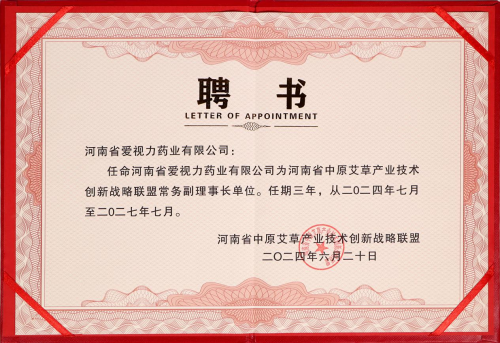 聘 书
LETTER OF APPOINTMENT
河南省爱视力药业有限公司：
任命河南省爱视力药业有限公司为河南省中原艾草产业技术
创新战略联盟常务副理事长单位。任期三年，从二〇二四年七月
至二〇二七年七月。
河南省中原艾草产业技术创新战略联盟
二〇二四年六月二十日